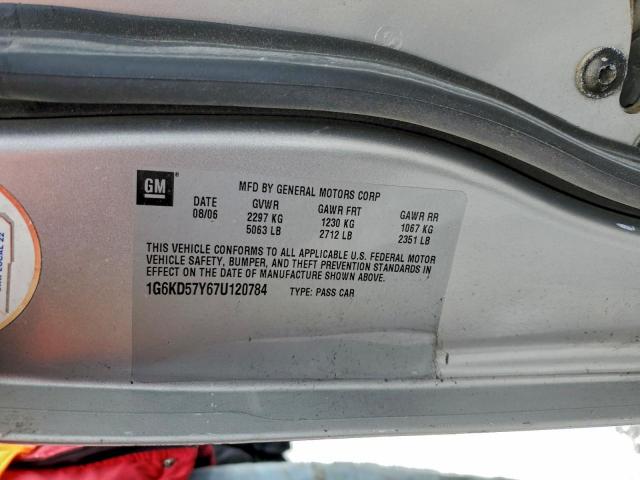 GM
MFD BY GENERAL MOTORS CORP
DATE GVWR GAWR FRT GAWR RR
08/06 2297 KG 1230 KG 1067 KG
5063 LB 2712 LB 2351 LB
THIS VEHICLE CONFORMS TO ALL APPLICABLE U.S. FEDERAL MOTOR
VEHICLE SAFETY, BUMPER, AND THEFT PREVENTION STANDARDS IN
EFFECT ON THE DATE OF MANUFACTURE SHOWN ABOVE.
1G6KD57Y67U120784 TYPE: PASS CAR
LOCAL 22